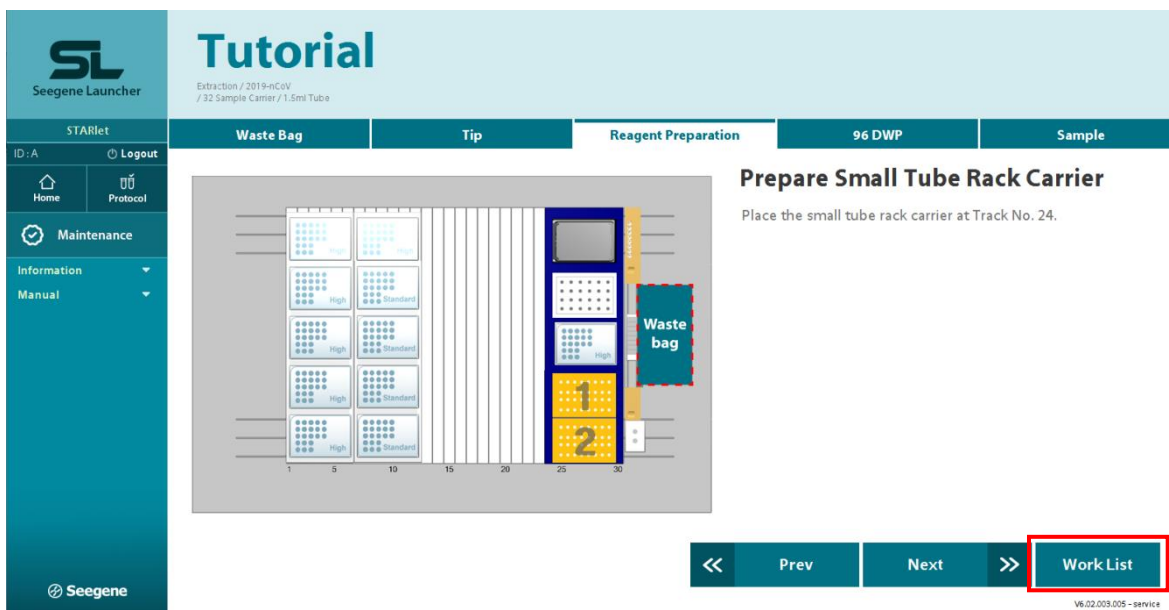 SL
Seegene Launcher
STARlet
ID : A
Logout
Home
Protocol
Maintenance
Information
Manual
Seegene
Tutorial
Extraction / 2019-nCoV
/ 32 Sample Carrier / 1.5ml Tube
Waste Bag
Tip
Reagent Preparation
96 DWP
Sample
High
High
High
Standard
High
Standard
High
Standard
High
Standard
High
1
2
Waste
bag
1 5 10 15 20 25 30
Prepare Small Tube Rack Carrier
Place the small tube rack carrier at Track No. 24.
<< Prev
Next >>
Work List
V6.02.003.005 - service